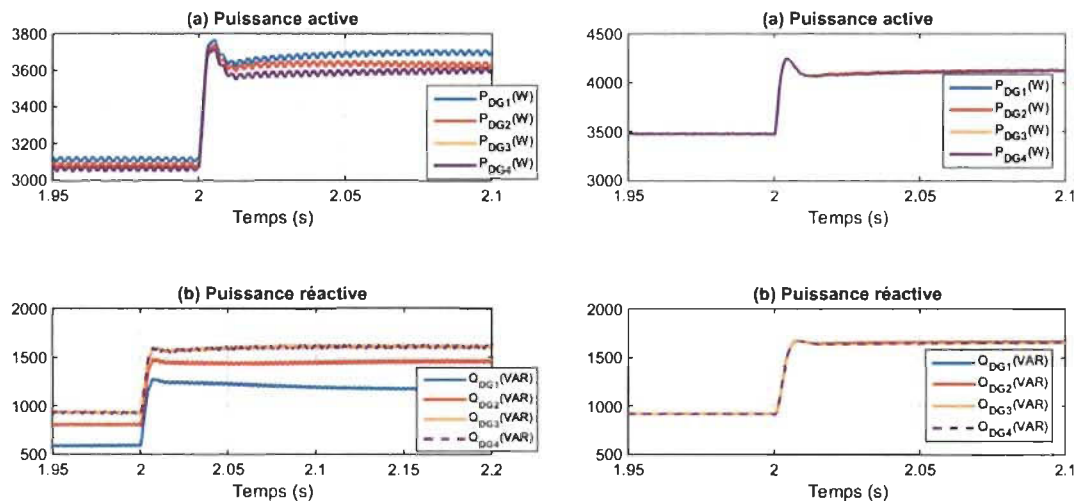 (a) Puissance active
3800
3600
3400
3200
3000
P_DG1(W)
P_DG2(W)
P_DG3(W)
P_DG4(W)
1.95
2
2.05
2.1
Temps (s)
(a) Puissance active
4500
4000
3500
3000
P_DG1(W)
P_DG2(W)
P_DG3(W)
P_DG4(W)
1.95
2
2.05
2.1
Temps (s)
(b) Puissance réactive
2000
1500
1000
500
Q_DG1(VAR)
Q_DG2(VAR)
Q_DG3(VAR)
Q_DG4(VAR)
1.95
2
2.05
2.1
2.15
2.2
Temps (s)
(b) Puissance réactive
2000
1500
1000
500
Q_DG1(VAR)
Q_DG2(VAR)
Q_DG3(VAR)
Q_DG4(VAR)
1.95
2
2.05
2.1
Temps (s)